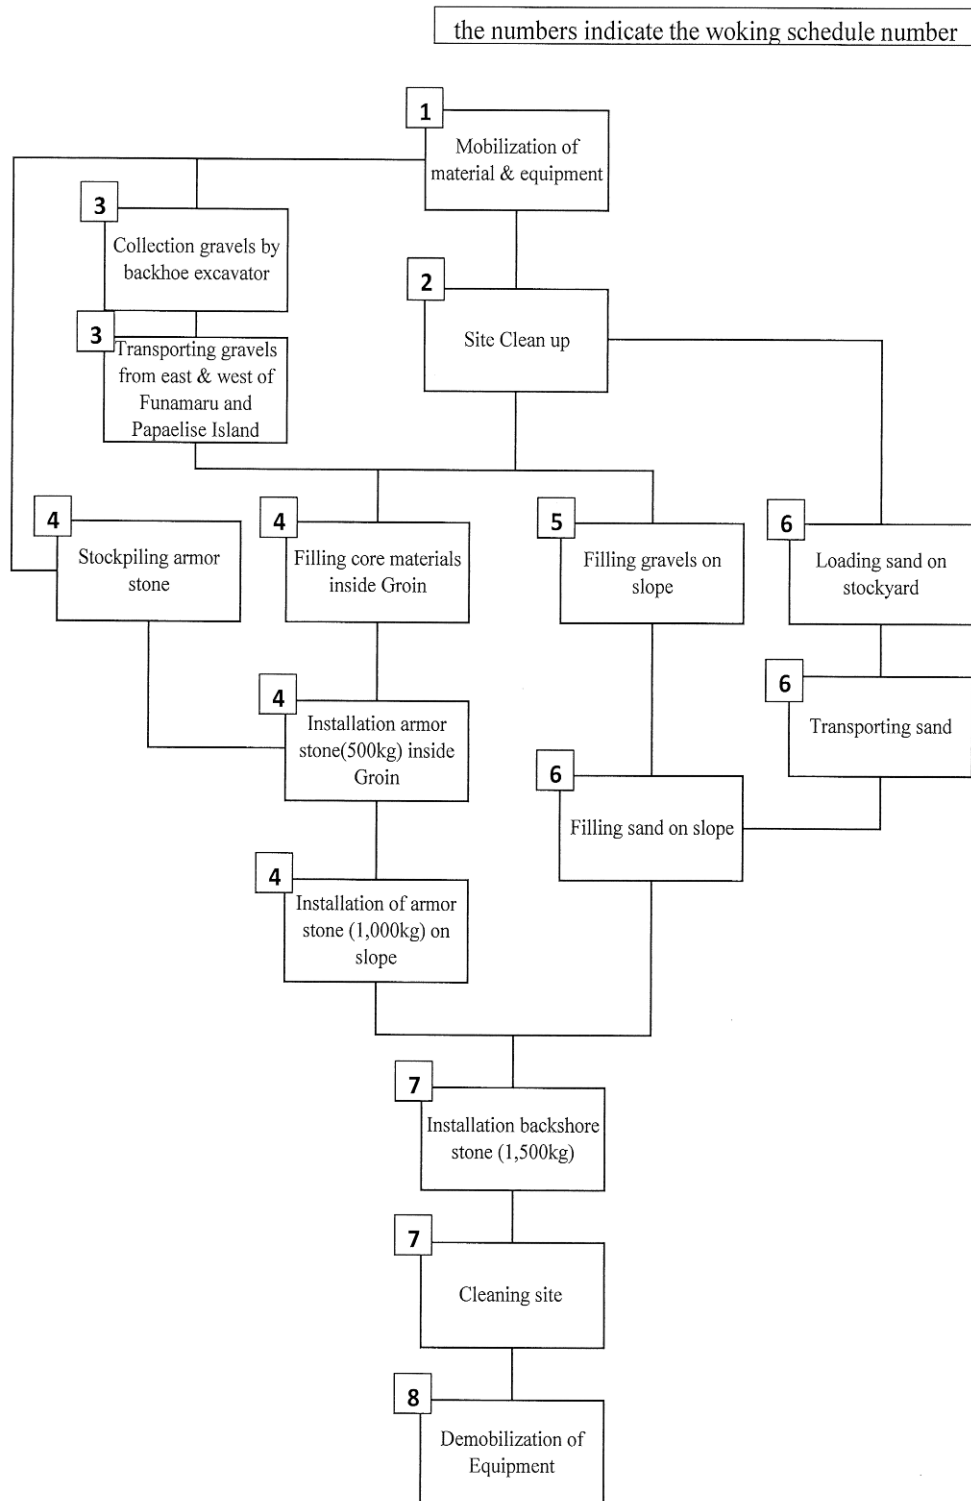 the numbers indicate the woking schedule number
1
Mobilization of
material & equipment
3
Collection gravels by
backhoe excavator
2
Site Clean up
3
Transporting gravels
from east & west of
Funamaru and
Papaelise Island
4
Stockpiling armor
stone
4
Filling core materials
inside Groin
5
Filling gravels on
slope
6
Loading sand on
stockyard
4
Installation armor
stone(500kg) inside
Groin
6
Transporting sand
6
Filling sand on slope
4
Installation of armor
stone (1,000kg) on
slope
7
Installation backshore
stone (1,500kg)
7
Cleaning site
8
Demobilization of
Equipment